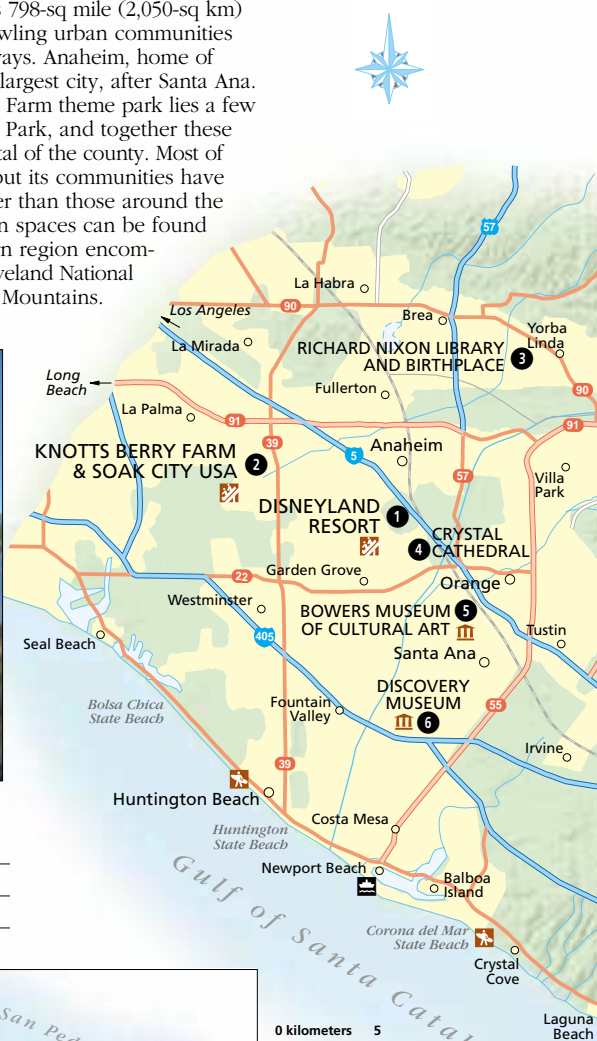 s 798-sq mile (2,050-sq km)
wling urban communities
ways. Anaheim, home of
largest city, after Santa Ana.
Farm theme park lies a few
Park, and together these
tal of the county. Most of
out its communities have
er than those around the
n spaces can be found
rn region encom-
eveland National
Mountains.
57
La Habra
Los Angeles
90
Brea
Yorba
Linda
La Mirada
RICHARD NIXON LIBRARY
AND BIRTHPLACE
3
Long
Beach
Fullerton
90
La Palma
91
91
39
Anaheim
KNOTTS BERRY FARM
& SOAK CITY USA
2
5
57
Villa
Park
DISNEYLAND
RESORT
1
4
CRYSTAL
CATHEDRAL
22
Garden Grove
Orange
Westminster
BOWERS MUSEUM
OF CULTURAL ART
5
Tustin
405
Seal Beach
Santa Ana
DISCOVERY
MUSEUM
6
Bolsa Chica
State Beach
Fountain
Valley
55
Irvine
39
Huntington Beach
Costa Mesa
Huntington
State Beach
Newport Beach
Balboa
Island
Gulf of Santa Catal
Corona del Mar
State Beach
Crystal
Cove
San Ped
0 kilometers 5
Laguna
Beach